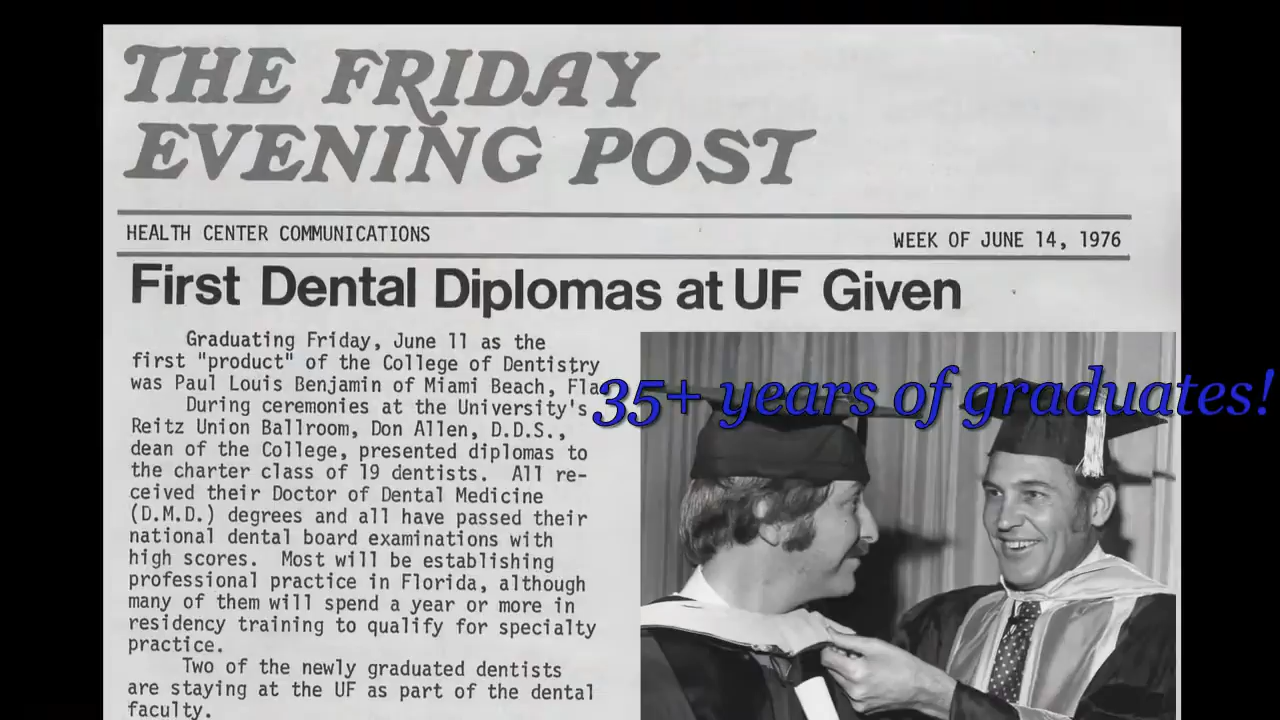 THE FRIDAY
EVENING POST
HEALTH CENTER COMMUNICATIONS
WEEK OF JUNE 14, 1976
First Dental Diplomas at UF Given
Graduating Friday, June 11 as the
first "product" of the College of Dentistry
was Paul Louis Benjamin of Miami Beach, Fla
During ceremonies at the University's
Reitz Union Ballroom, Don Allen, D.D.S.,
dean of the College, presented diplomas to
the charter class of 19 dentists. All re-
ceived their Doctor of Dental Medicine
(D.M.D.) degrees and all have passed their
national dental board examinations with
high scores. Most will be establishing
professional practice in Florida, although
many of them will spend a year or more in
residency training to qualify for specialty
practice.
Two of the newly graduated dentists
are staying at the UF as part of the dental
faculty.
35+ years of graduates!